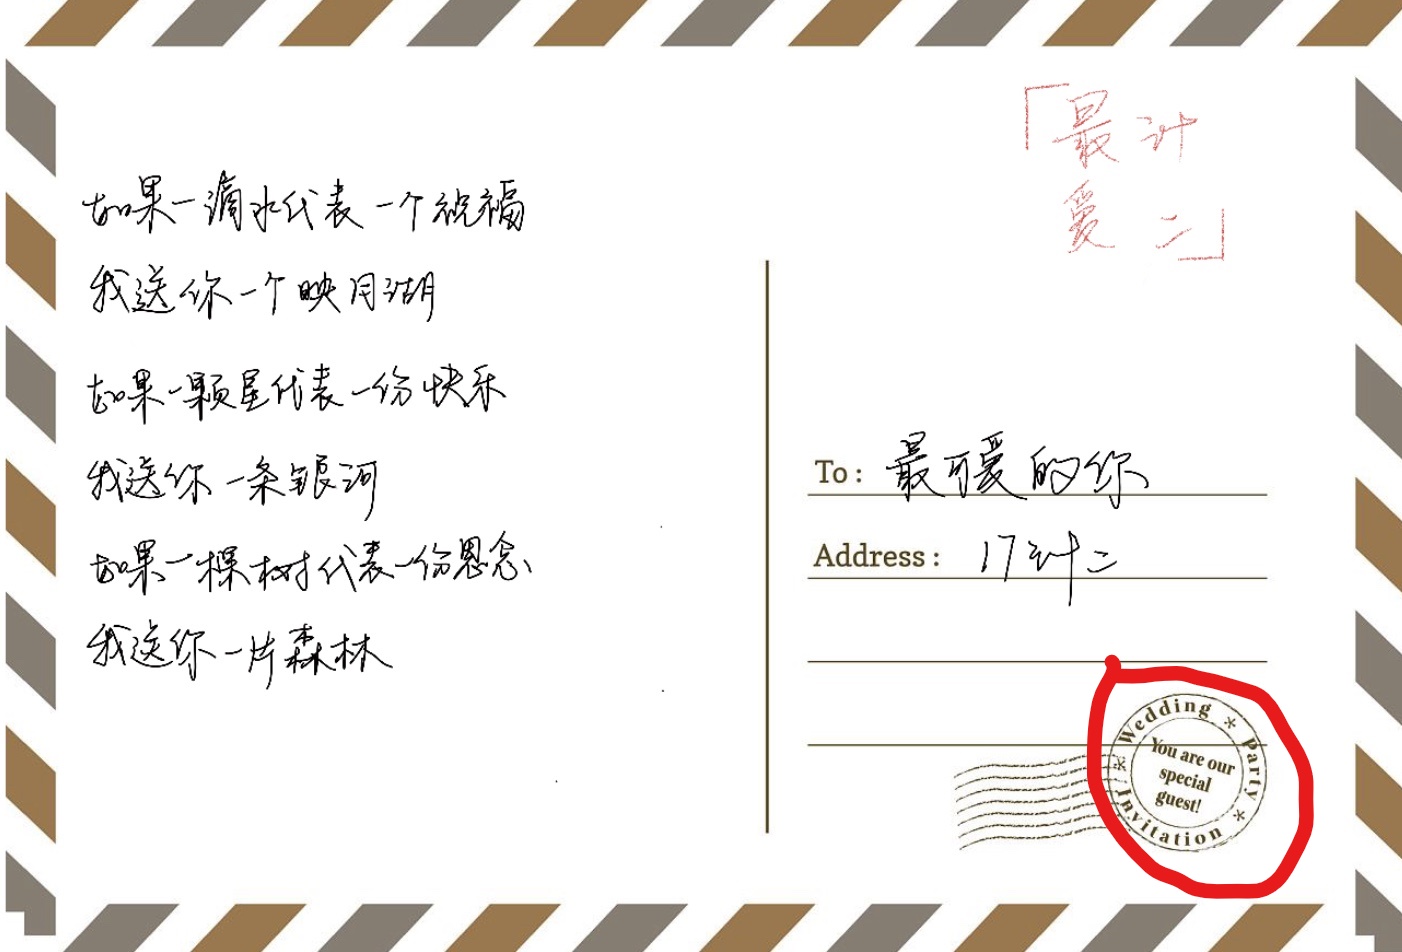 如果一滴水代表一个祝福
我送你一个映月湖
如果一颗星代表一份快乐
我送你一条银河
如果一棵树代表一份思念
我送你一片森林
「最计
爱二」
To: 最可爱的你
Address: 17计二
* Wedding * Party * Invitation
You are our
special
guest!